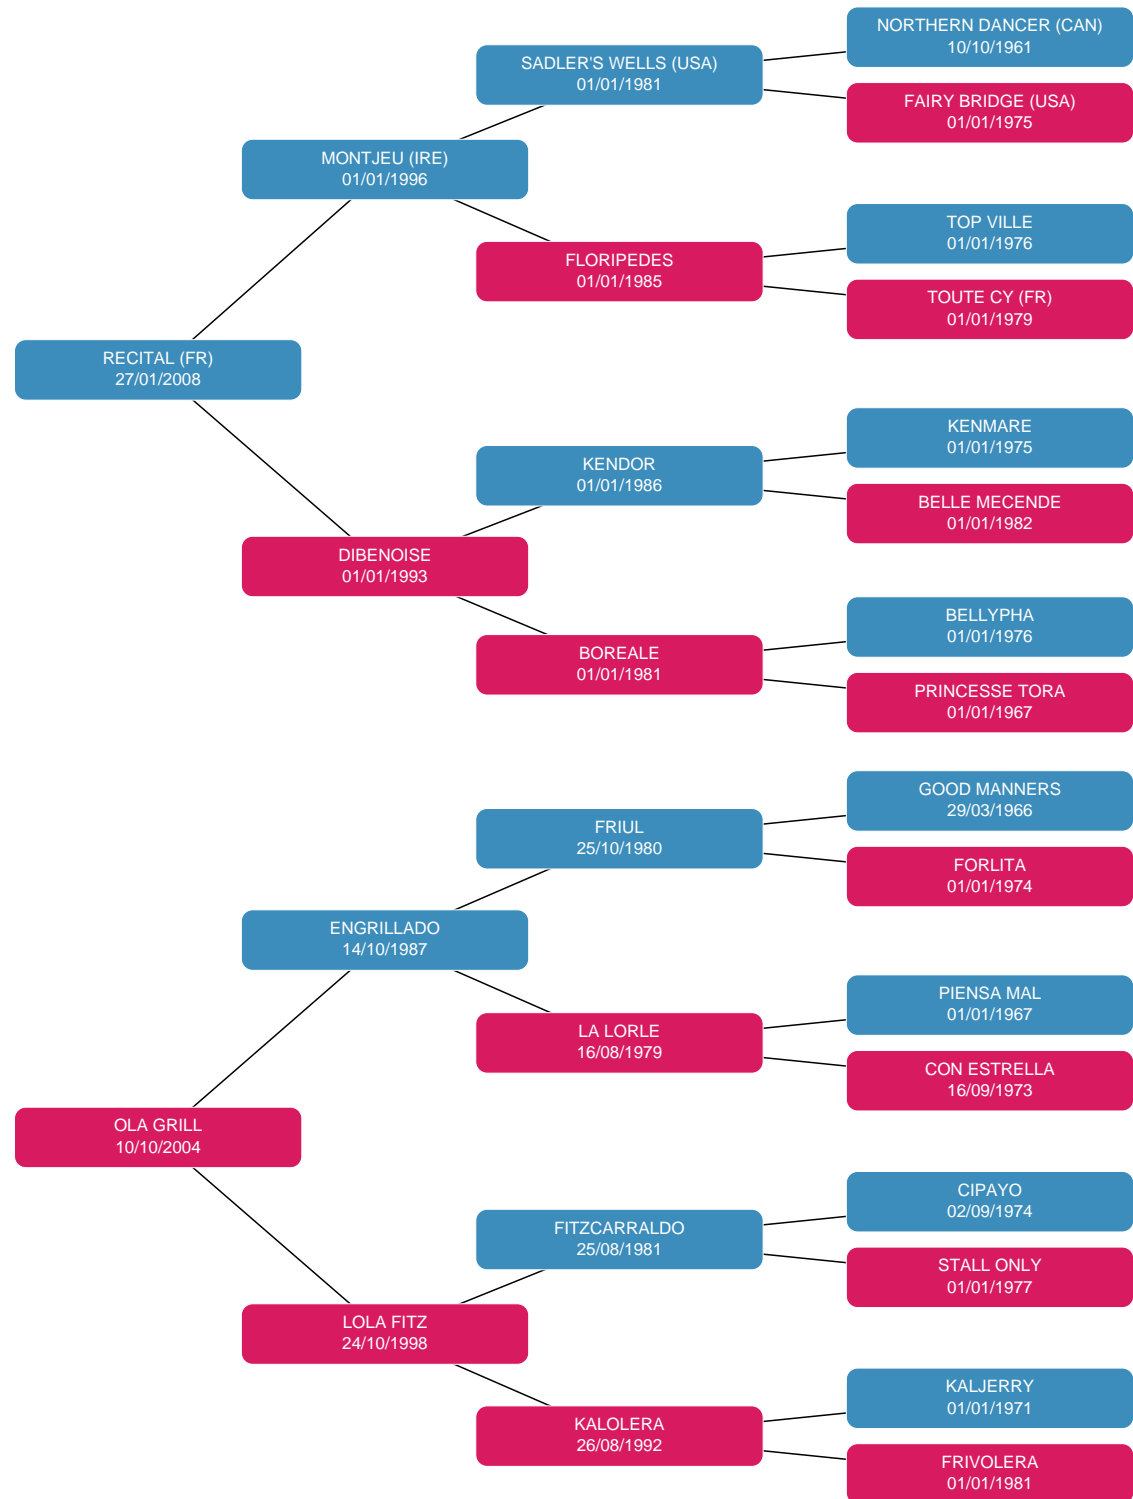 NORTHERN DANCER (CAN)
10/10/1961
SADLER'S WELLS (USA)
01/01/1981
FAIRY BRIDGE (USA)
01/01/1975
MONTJEU (IRE)
01/01/1996
TOP VILLE
01/01/1976
FLORIPEDES
01/01/1985
TOUTE CY (FR)
01/01/1979
RECITAL (FR)
27/01/2008
KENMARE
01/01/1975
KENDOR
01/01/1986
BELLE MECENDE
01/01/1982
DIBENOISE
01/01/1993
BELLYPHA
01/01/1976
BOREALE
01/01/1981
PRINCESSE TORA
01/01/1967
GOOD MANNERS
29/03/1966
FRIUL
25/10/1980
FORLITA
01/01/1974
ENGRILLADO
14/10/1987
PIENSA MAL
01/01/1967
LA LORLE
16/08/1979
CON ESTRELLA
16/09/1973
OLA GRILL
10/10/2004
CIPAYO
02/09/1974
FITZCARRALDO
25/08/1981
STALL ONLY
01/01/1977
LOLA FITZ
24/10/1998
KALJERRY
01/01/1971
KALOLERA
26/08/1992
FRIVOLERA
01/01/1981